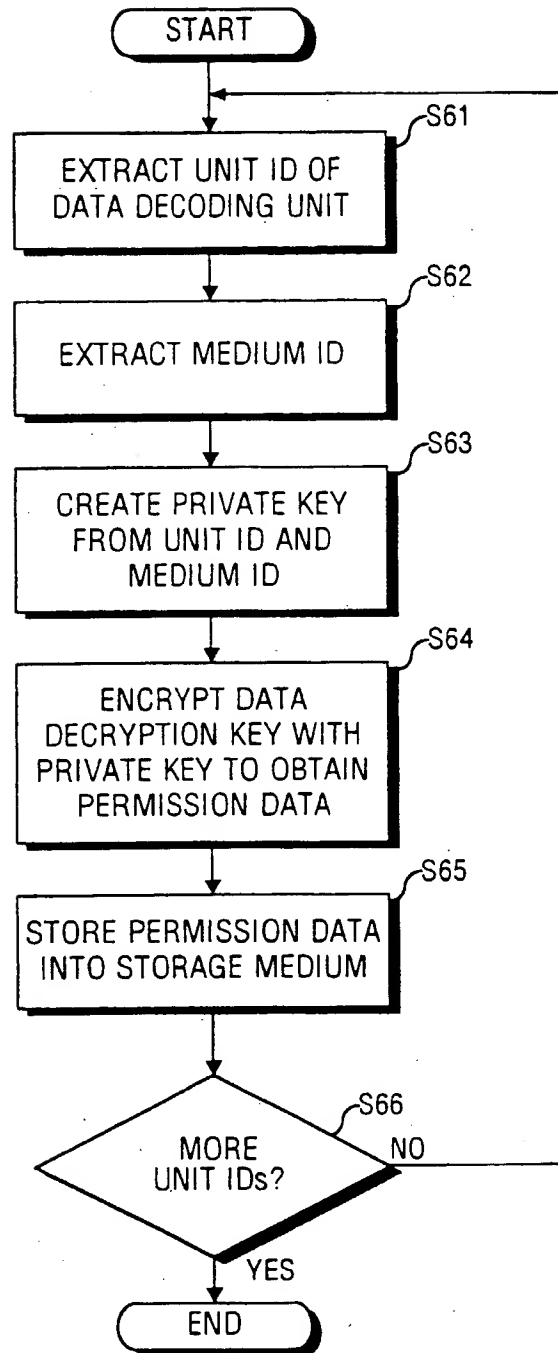 START
S61
EXTRACT UNIT ID OF
DATA DECODING UNIT
S62
EXTRACT MEDIUM ID
S63
CREATE PRIVATE KEY
FROM UNIT ID AND
MEDIUM ID
S64
ENCRYPT DATA
DECRYPTION KEY WITH
PRIVATE KEY TO OBTAIN
PERMISSION DATA
S65
STORE PERMISSION DATA
INTO STORAGE MEDIUM
S66
MORE
UNIT IDs?
NO
YES
END